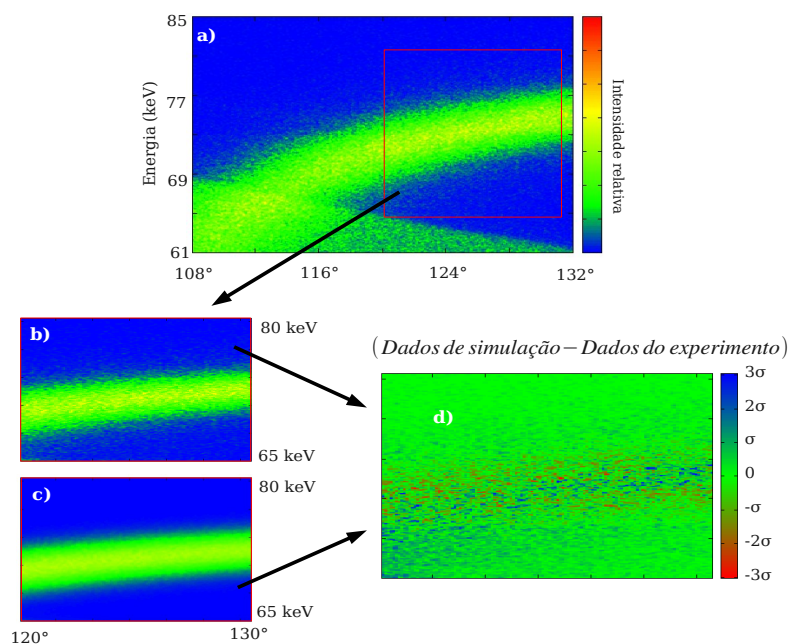 85
a)
77
69
61
Energia (keV)
108°
116°
124°
132°
Intensidade relativa
b)
80 keV
65 keV
c)
80 keV
65 keV
120°
130°
(Dados de simulação − Dados do experimento)
d)
3σ
2σ
σ
0
-σ
-2σ
-3σ